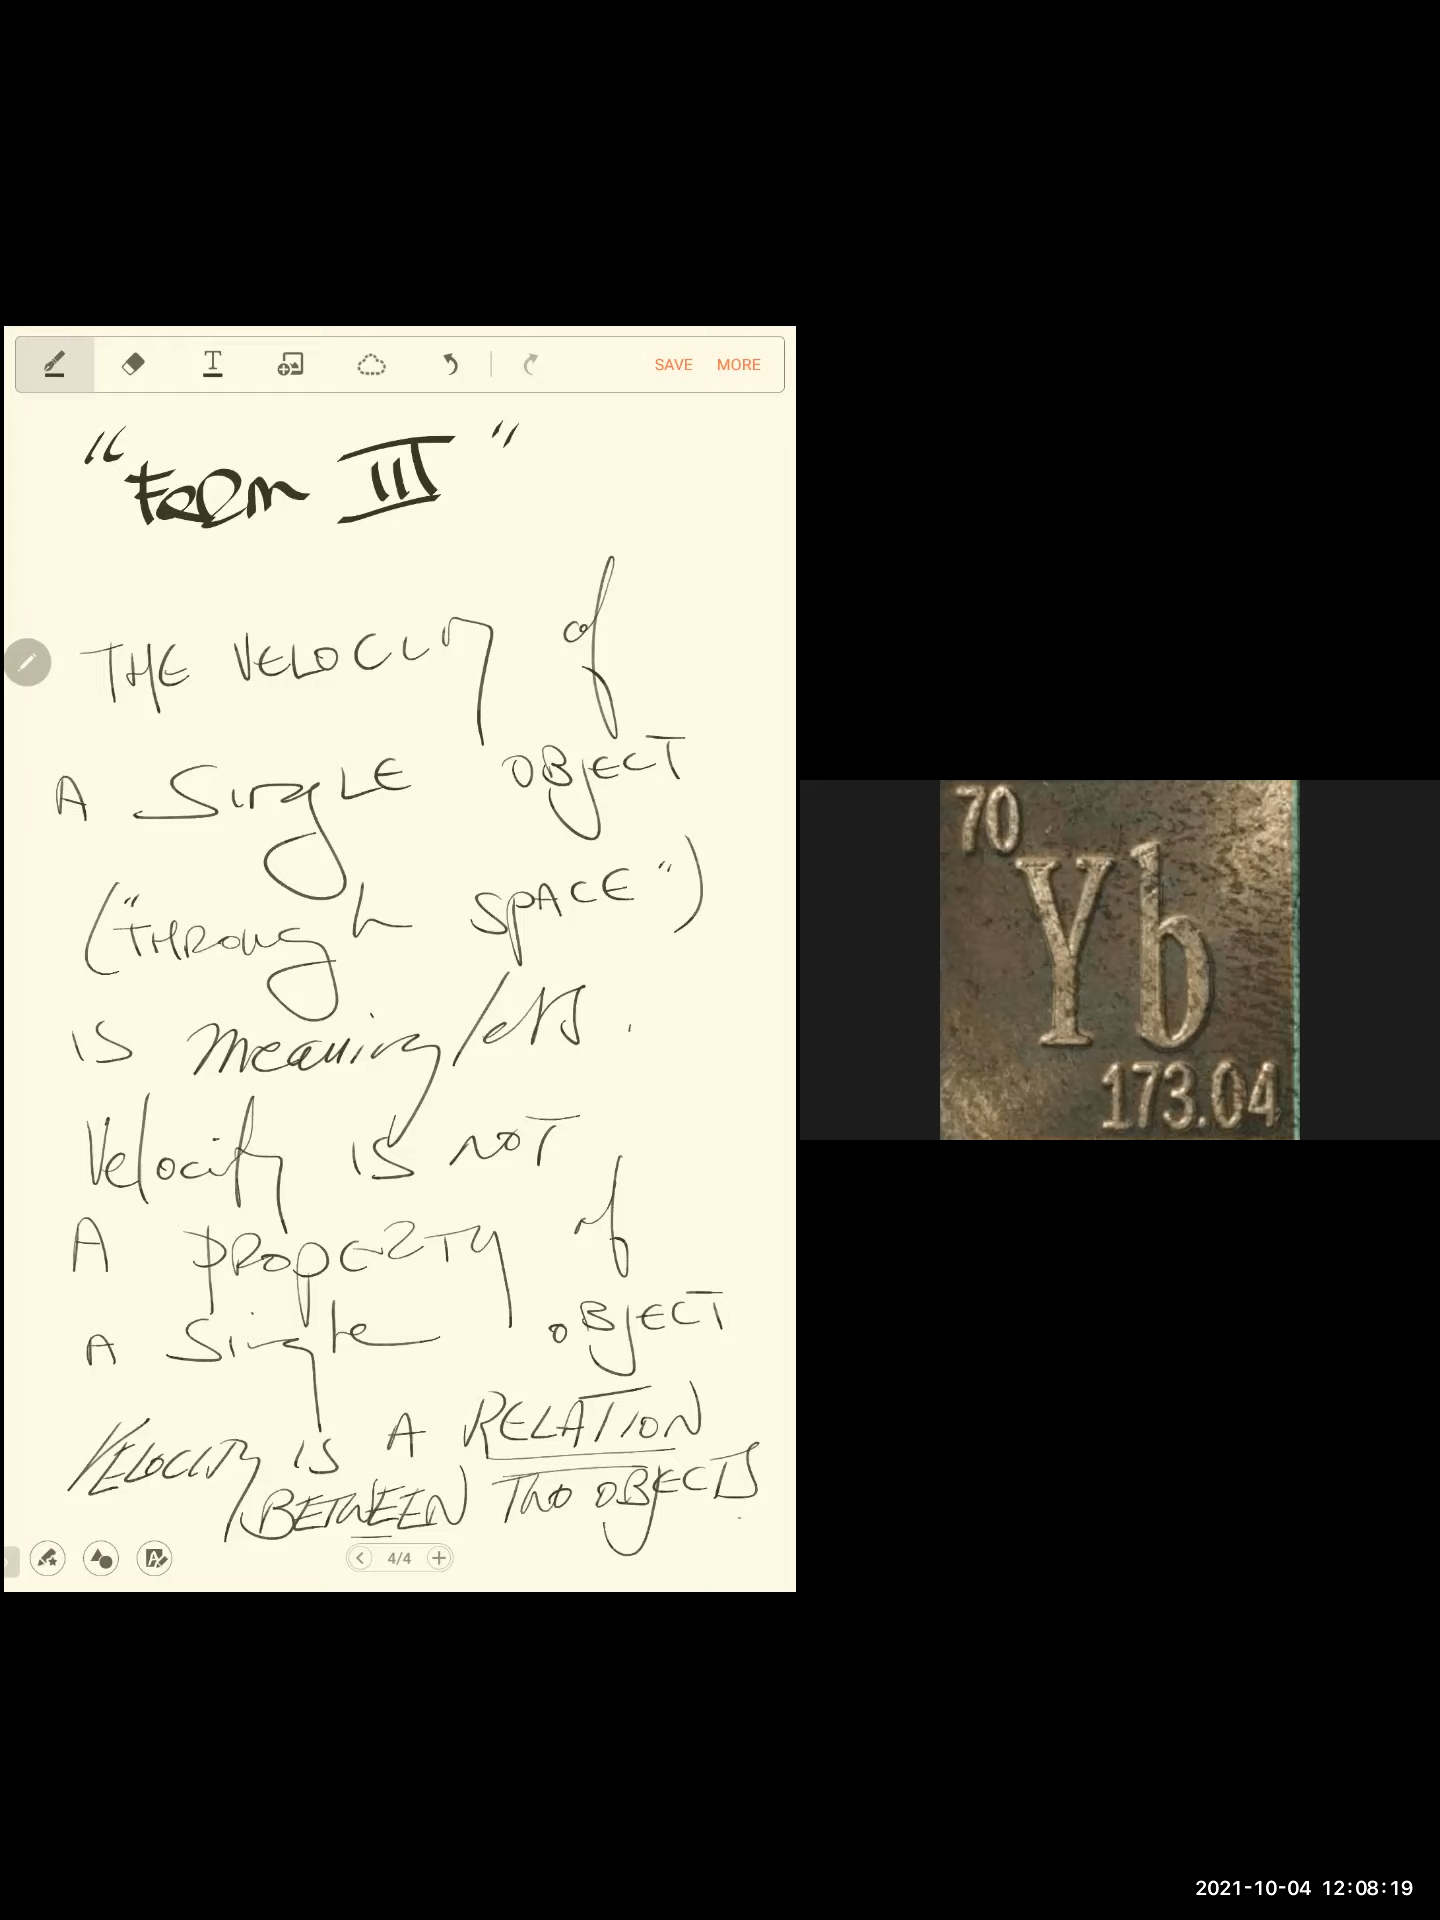 SAVE MORE
" Form III "
THE VELOCITY of
A SingLE OBJECT
("THROUGh SPACE")
IS meaningless.
Velocity IS NOT
A PROPERTY of
A Single OBJECT
VELOCITY IS A RELATION
BETWEEN TWO OBJECTS.
4/4
70
Yb
173.04
2021-10-04 12:08:19